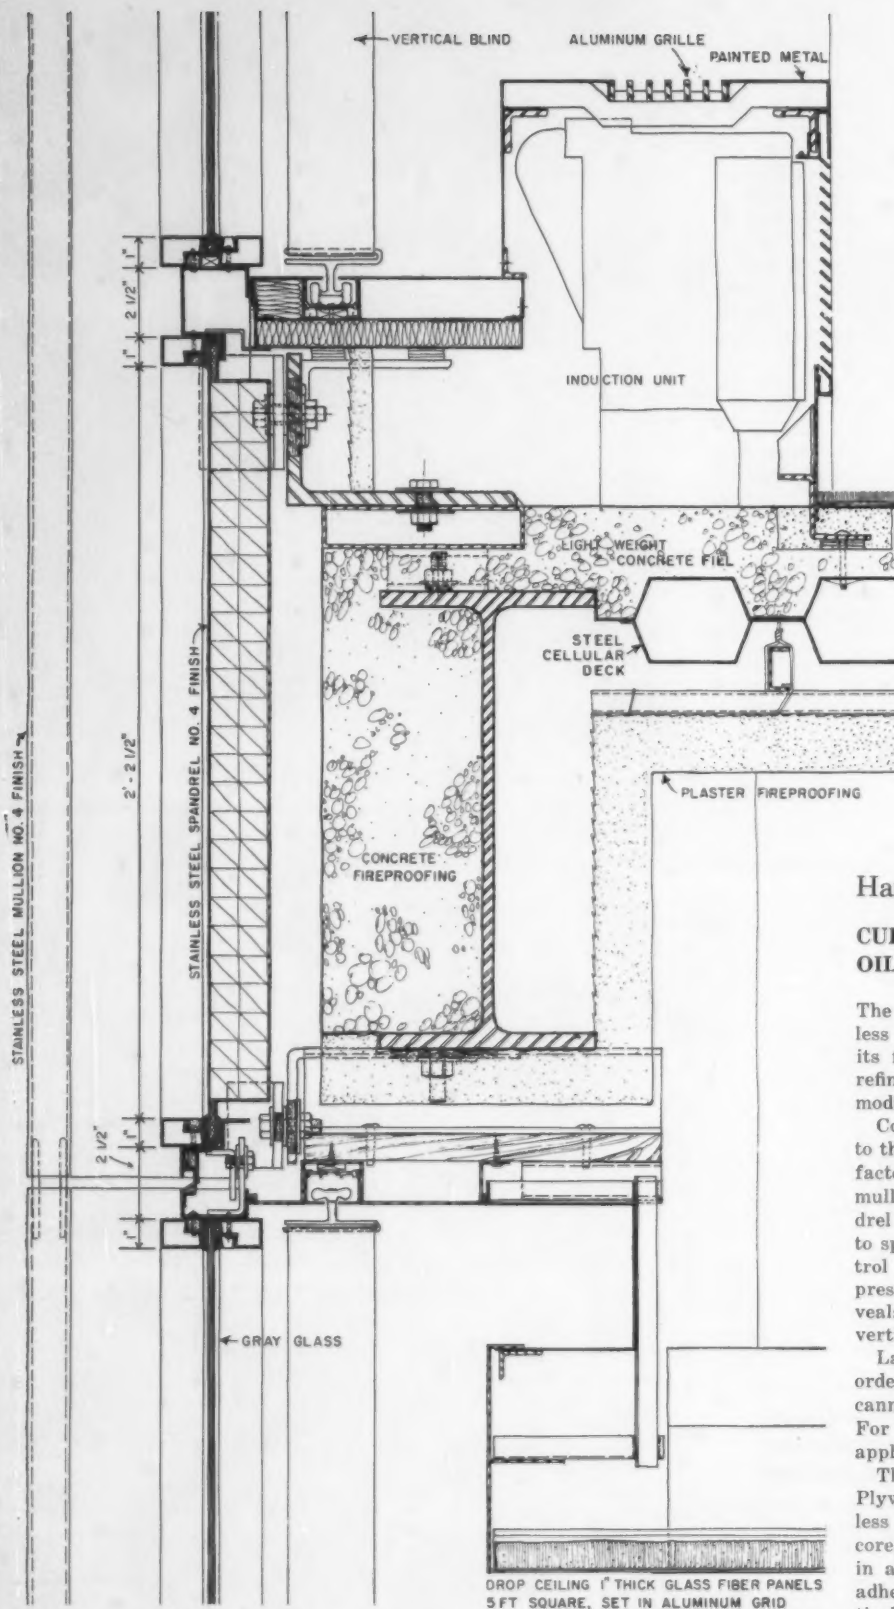 VERTICAL BLIND
ALUMINUM GRILLE
PAINTED METAL
1"
2 1/2"
1"
INDUCTION UNIT
LIGHT WEIGHT
CONCRETE FILL
STEEL
CELLULAR
DECK
STAINLESS STEEL MULLION NO. 4 FINISH
2' - 2 1/2"
STAINLESS STEEL SPANDREL NO. 4 FINISH
PLASTER FIREPROOFING
CONCRETE
FIREPROOFING
1"
2 1/2"
1"
GRAY GLASS
DROP CEILING 1" THICK GLASS FIBER PANELS
5 FT SQUARE, SET IN ALUMINUM GRID
Ha
CUI
OIL
The
less
its
refin
mod
Co
to th
facto
mull
drel
to sp
trol
pres
veals
vert
La
orde
cann
For
appl
Th
Plyv
less
core
in a
adhe